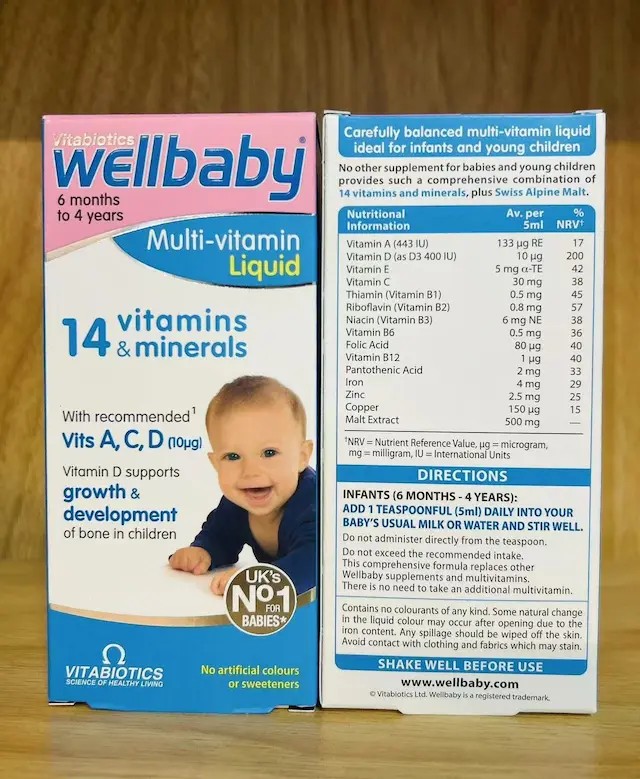 Vitabiotics
wellbaby®
6 months
to 4 years
Multi-vitamin
Liquid
14 vitamins
& minerals
With recommended¹
Vits A, C, D (10µg)
Vitamin D supports
growth &
development
of bone in children
UK's
Nº1
FOR
BABIES*
VITABIOTICS
SCIENCE OF HEALTHY LIVING
No artificial colours
or sweeteners
Carefully balanced multi-vitamin liquid
ideal for infants and young children
No other supplement for babies and young children
provides such a comprehensive combination of
14 vitamins and minerals, plus Swiss Alpine Malt.
Nutritional Av. per %
Information 5ml NRV†
Vitamin A (443 IU) 133 µg RE 17
Vitamin D (as D3 400 IU) 10 µg 200
Vitamin E 5 mg α-TE 42
Vitamin C 30 mg 38
Thiamin (Vitamin B1) 0.5 mg 45
Riboflavin (Vitamin B2) 0.8 mg 57
Niacin (Vitamin B3) 6 mg NE 38
Vitamin B6 0.5 mg 36
Folic Acid 80 µg 40
Vitamin B12 1 µg 40
Pantothenic Acid 2 mg 33
Iron 4 mg 29
Zinc 2.5 mg 25
Copper 150 µg 15
Malt Extract 500 mg —
†NRV = Nutrient Reference Value, µg = microgram,
mg = milligram, IU = International Units
DIRECTIONS
INFANTS (6 MONTHS - 4 YEARS):
ADD 1 TEASPOONFUL (5ml) DAILY INTO YOUR
BABY'S USUAL MILK OR WATER AND STIR WELL.
Do not administer directly from the teaspoon.
Do not exceed the recommended intake.
This comprehensive formula replaces other
Wellbaby supplements and multivitamins.
There is no need to take an additional multivitamin.
Contains no colourants of any kind. Some natural change
in the liquid colour may occur after opening due to the
iron content. Any spillage should be wiped off the skin.
Avoid contact with clothing and fabrics which may stain.
SHAKE WELL BEFORE USE
www.wellbaby.com
© Vitabiotics Ltd. Wellbaby is a registered trademark.